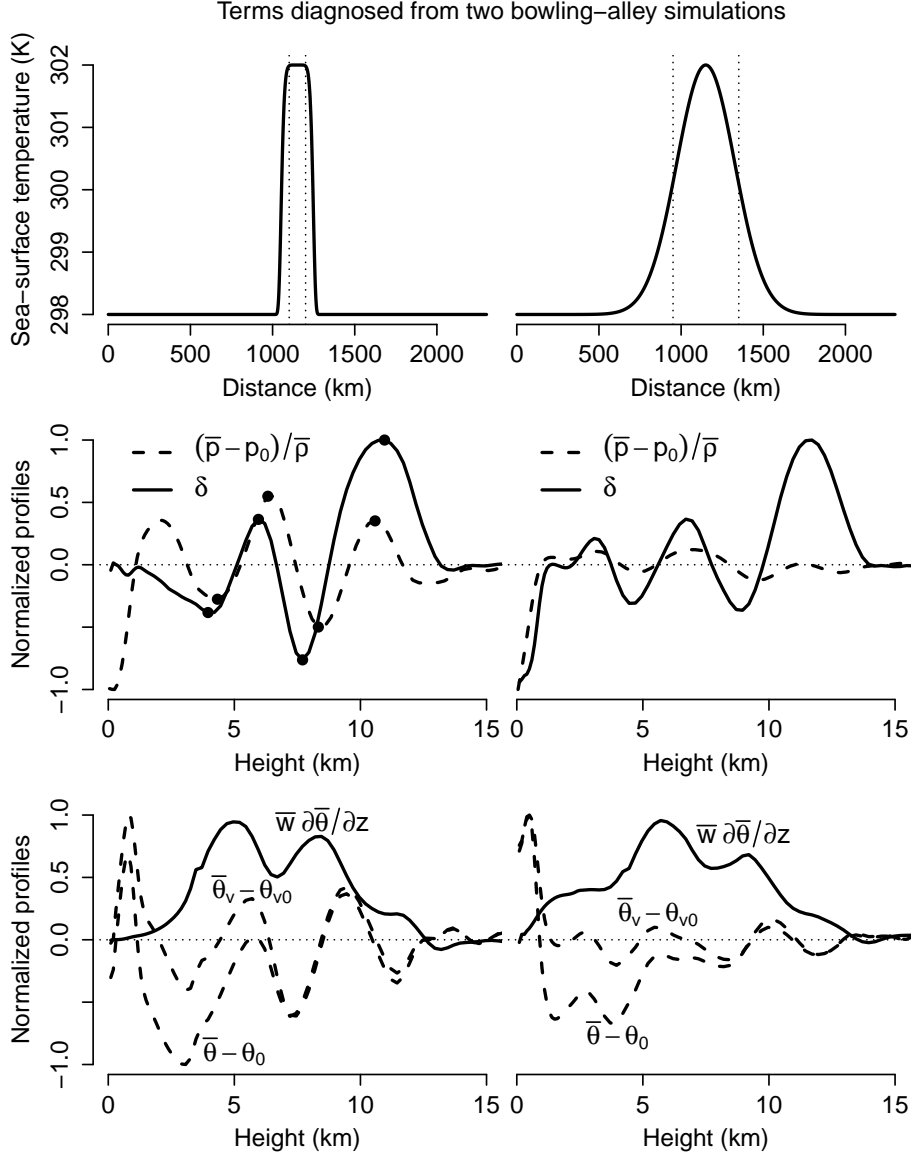 Terms diagnosed from two bowling−alley simulations
Sea−surface temperature (K)
302
301
300
299
298
0 500 1000 1500 2000
0 500 1000 1500 2000
Distance (km)
Distance (km)
Normalized profiles
1.0
0.5
0.0
−1.0
(p̅ − p₀) / ρ̅
δ
(p̅ − p₀) / ρ̅
δ
0 5 10 15
0 5 10 15
Height (km)
Height (km)
Normalized profiles
1.0
0.5
0.0
−1.0
w̅ ∂θ̅/∂z
θ̅ᵥ − θᵥ₀
θ̅ − θ₀
w̅ ∂θ̅/∂z
θ̅ᵥ − θᵥ₀
θ̅ − θ₀
0 5 10 15
0 5 10 15
Height (km)
Height (km)